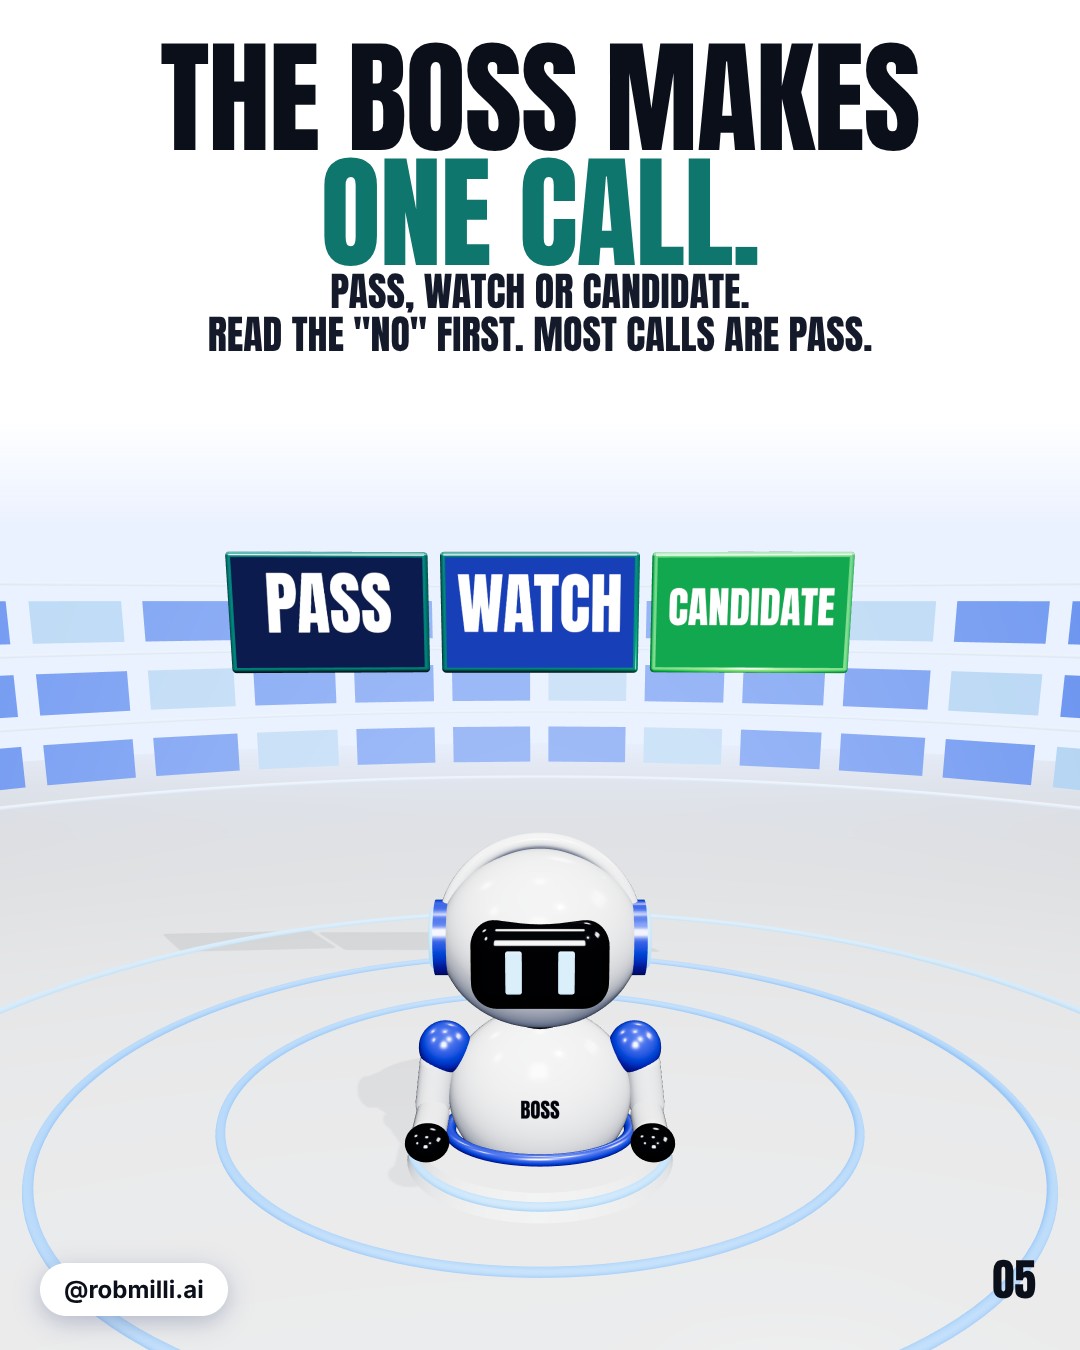 THE BOSS MAKES
ONE CALL.
PASS, WATCH OR CANDIDATE.
READ THE "NO" FIRST. MOST CALLS ARE PASS.
PASS
WATCH
CANDIDATE
BOSS
@robmilli.ai
05